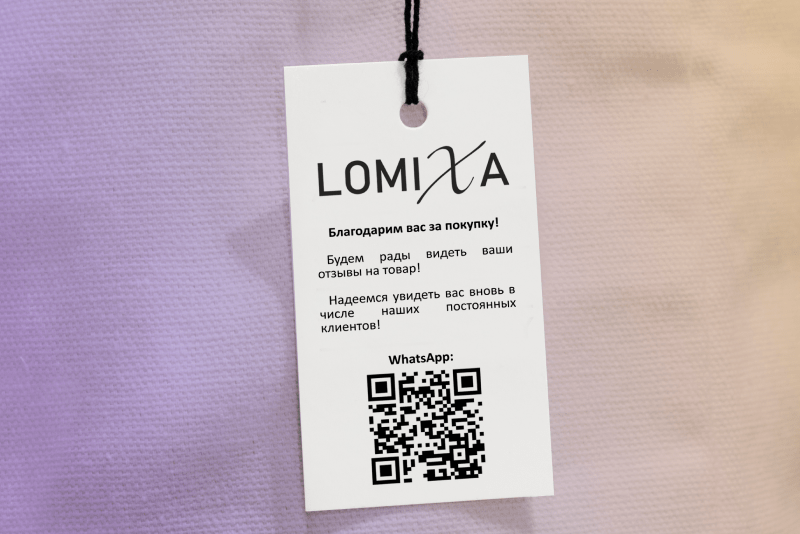 LOMIXA
Благодарим вас за покупку!
Будем рады видеть ваши
отзывы на товар!
Надеемся увидеть вас вновь в
числе наших постоянных
клиентов!
WhatsApp: